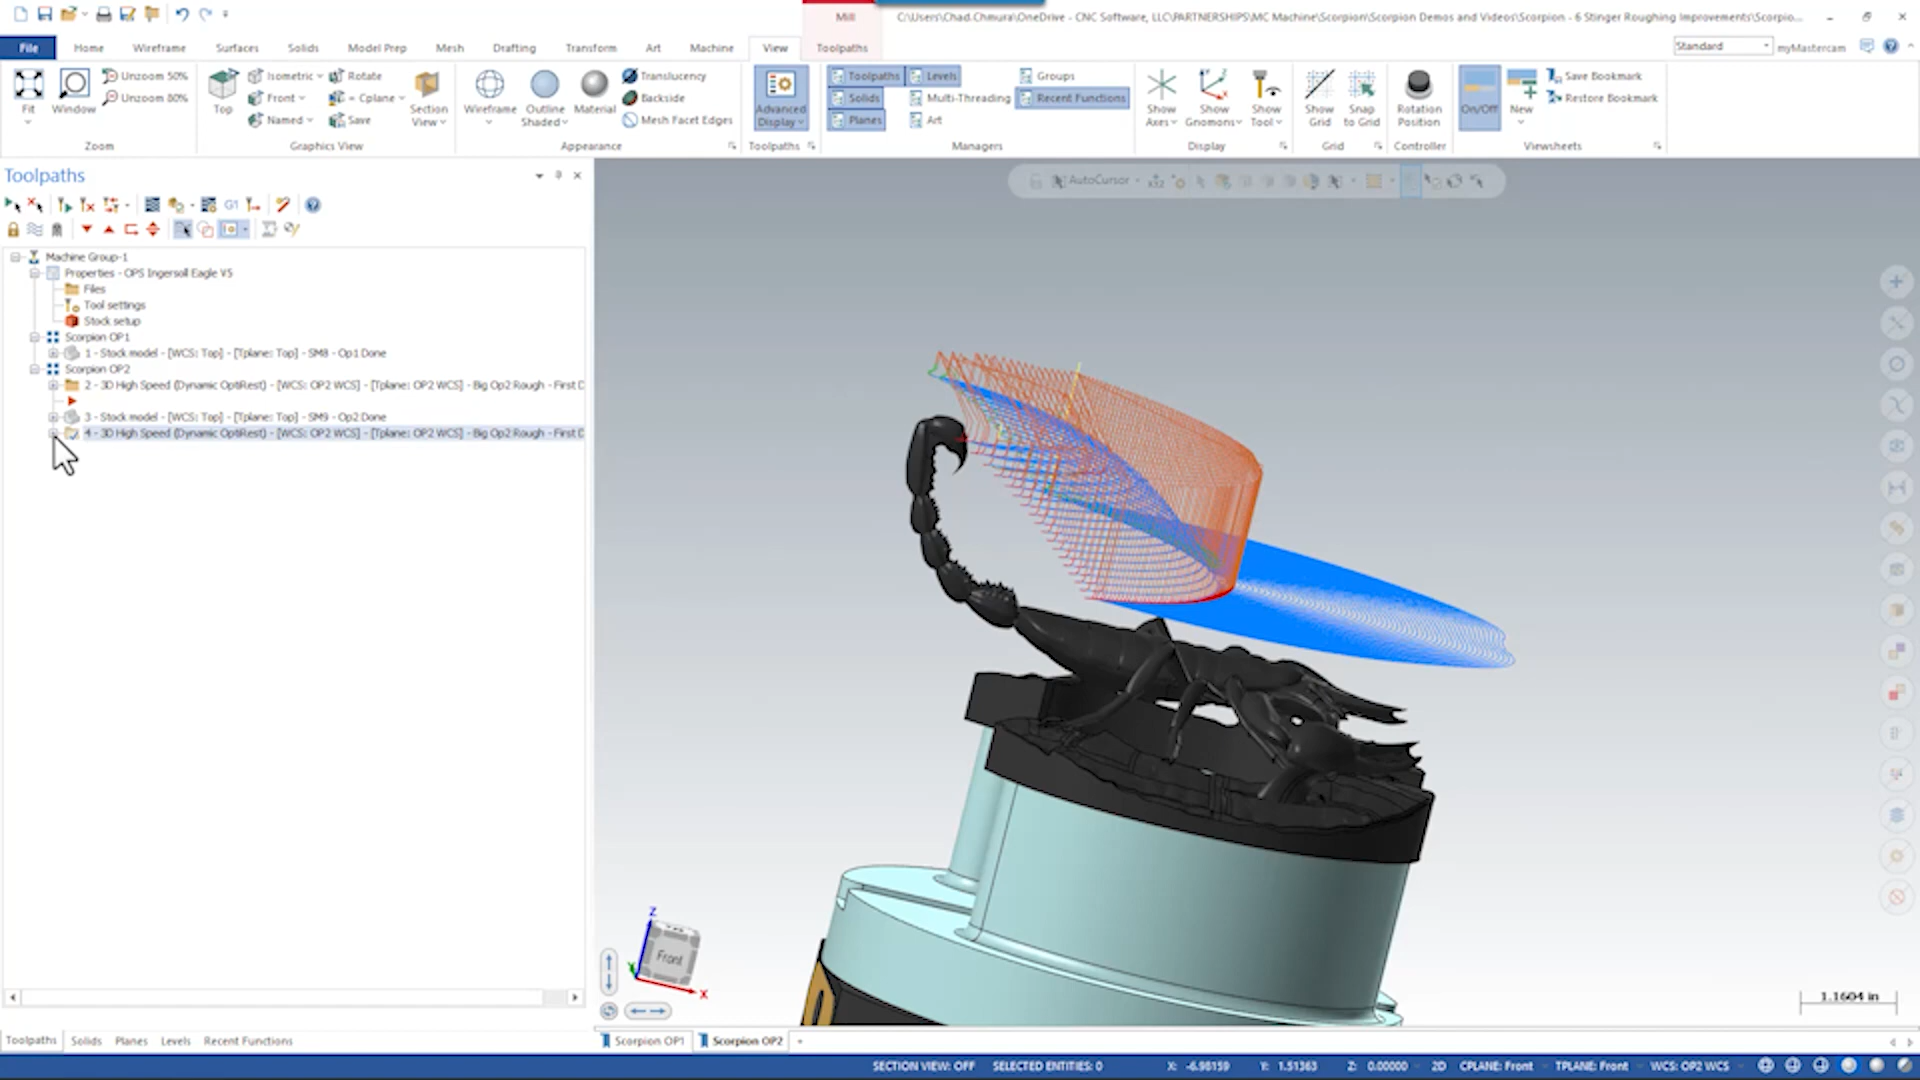 Mill
C:\Users\Chad.Chmura\OneDrive - CNC Software, LLC\PARTNERSHIPS\MC Machine\Scorpion\Scorpion Demos and Videos\Scorpion - 6 Stinger Roughing Improvements\Scorpio...
File Home Wireframe Surfaces Solids Model Prep Mesh Drafting Transform Art Machine View Toolpaths
Standard myMastercam
Fit Window Unzoom 50% Unzoom 80%
Zoom
Top Isometric Front Named Rotate = Cplane Save Section View
Graphics View
Wireframe Outline Shaded Material Translucency Backside Mesh Facet Edges
Appearance
Advanced Display
Toolpaths
Toolpaths Levels Groups
Solids Multi-Threading Recent Functions
Planes Art
Managers
Show Axes Show Gnomons Show Tool
Display
Show Grid Snap to Grid
Grid
Rotation Position
Controller
On/Off New Save Bookmark Restore Bookmark
Viewsheets
Toolpaths
G1
AutoCursor
Machine Group-1
Properties - OPS Ingersoll Eagle V5
Files
Tool settings
Stock setup
Scorpion OP1
1 - Stock model - [WCS: Top] - [Tplane: Top] - SM8 - Op1 Done
Scorpion OP2
2 - 3D High Speed (Dynamic OptiRest) - [WCS: OP2 WCS] - [Tplane: OP2 WCS] - Big Op2 Rough - First D
3 - Stock model - [WCS: Top] - [Tplane: Top] - SM9 - Op2 Done
4 - 3D High Speed (Dynamic OptiRest) - [WCS: OP2 WCS] - [Tplane: OP2 WCS] - Big Op2 Rough - First D
Z
Front
X
1.1604 in
Toolpaths Solids Planes Levels Recent Functions
Scorpion OP1 Scorpion OP2 +
SECTION VIEW: OFF SELECTED ENTITIES: 0 X: -6.98159 Y: 1.51363 Z: 0.00000 2D CPLANE: Front TPLANE: Front WCS: OP2 WCS